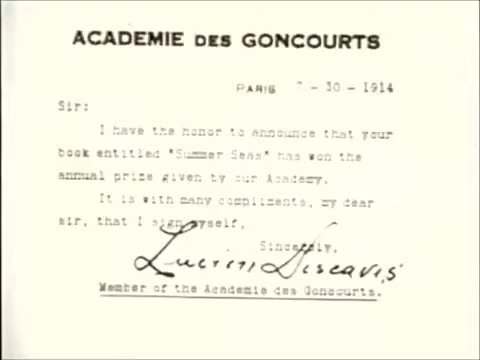 ACADEMIE DES GONCOURTS
PARIS - 30 - 1914
Sir:
I have the honor to announce that your
book entitled "Summer Seas" has won the
annual prize given by our Academy.
It is with many compliments, my dear
sir, that I sign myself,
Sincerely,
Lucien Discavis
Member of the Academie des Goncourts.